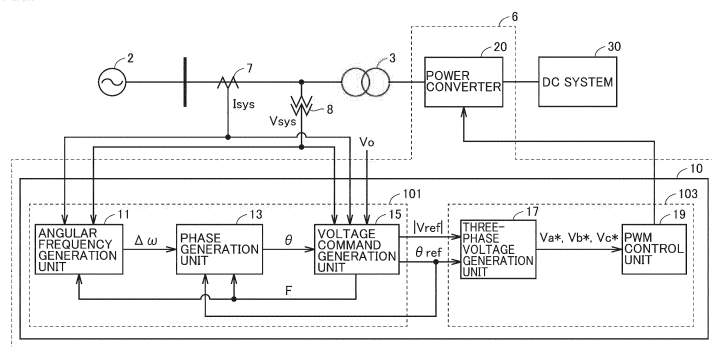 6
2
7
3
20
30
POWER CONVERTER
DC SYSTEM
Isys
Vsys
8
Vo
10
101
103
11
13
15
17
19
ANGULAR FREQUENCY GENERATION UNIT
Δω
PHASE GENERATION UNIT
θ
VOLTAGE COMMAND GENERATION UNIT
|Vref|
θref
THREE-PHASE VOLTAGE GENERATION UNIT
Va*, Vb*, Vc*
PWM CONTROL UNIT
F